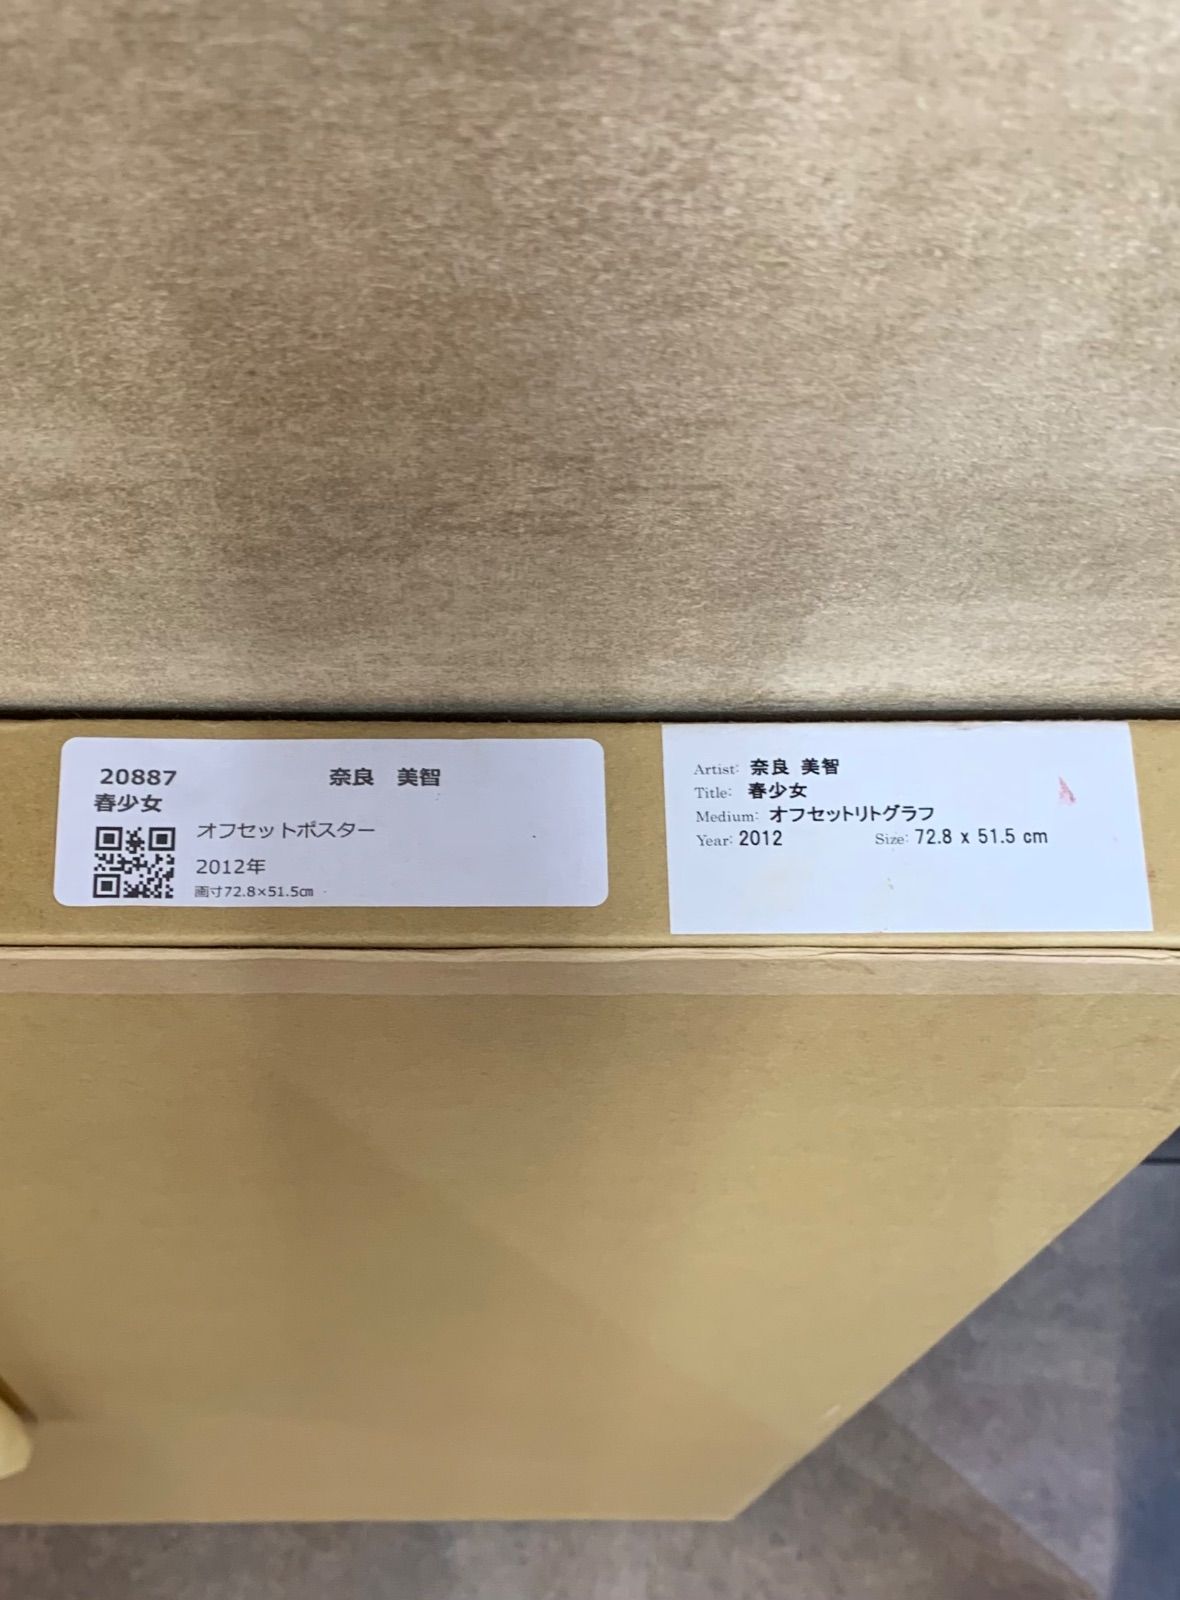 20887 奈良 美智
春少女
オフセットポスター
2012年
画寸72.8×51.5㎝
Artist: 奈良 美智
Title: 春少女
Medium: オフセットリトグラフ
Year: 2012 Size: 72.8 x 51.5 cm